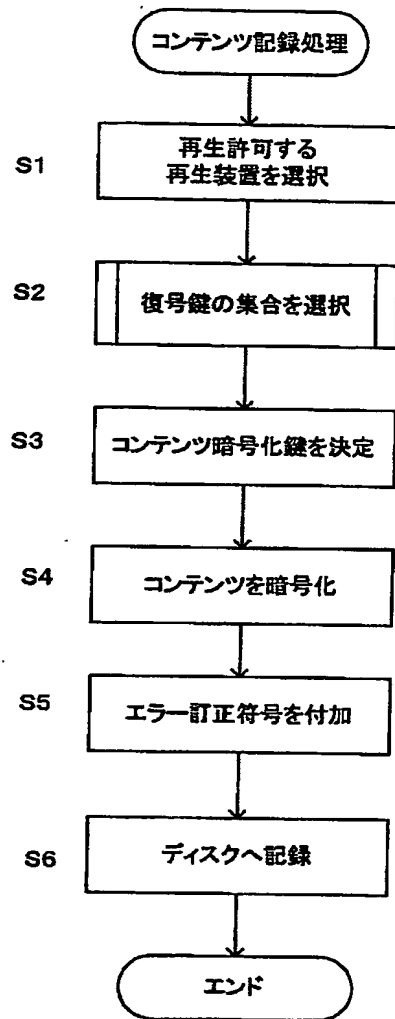 コンテンツ記録処理
S1
再生許可する
再生装置を選択
S2
復号鍵の集合を選択
S3
コンテンツ暗号化鍵を決定
S4
コンテンツを暗号化
S5
エラー訂正符号を付加
S6
ディスクへ記録
エンド